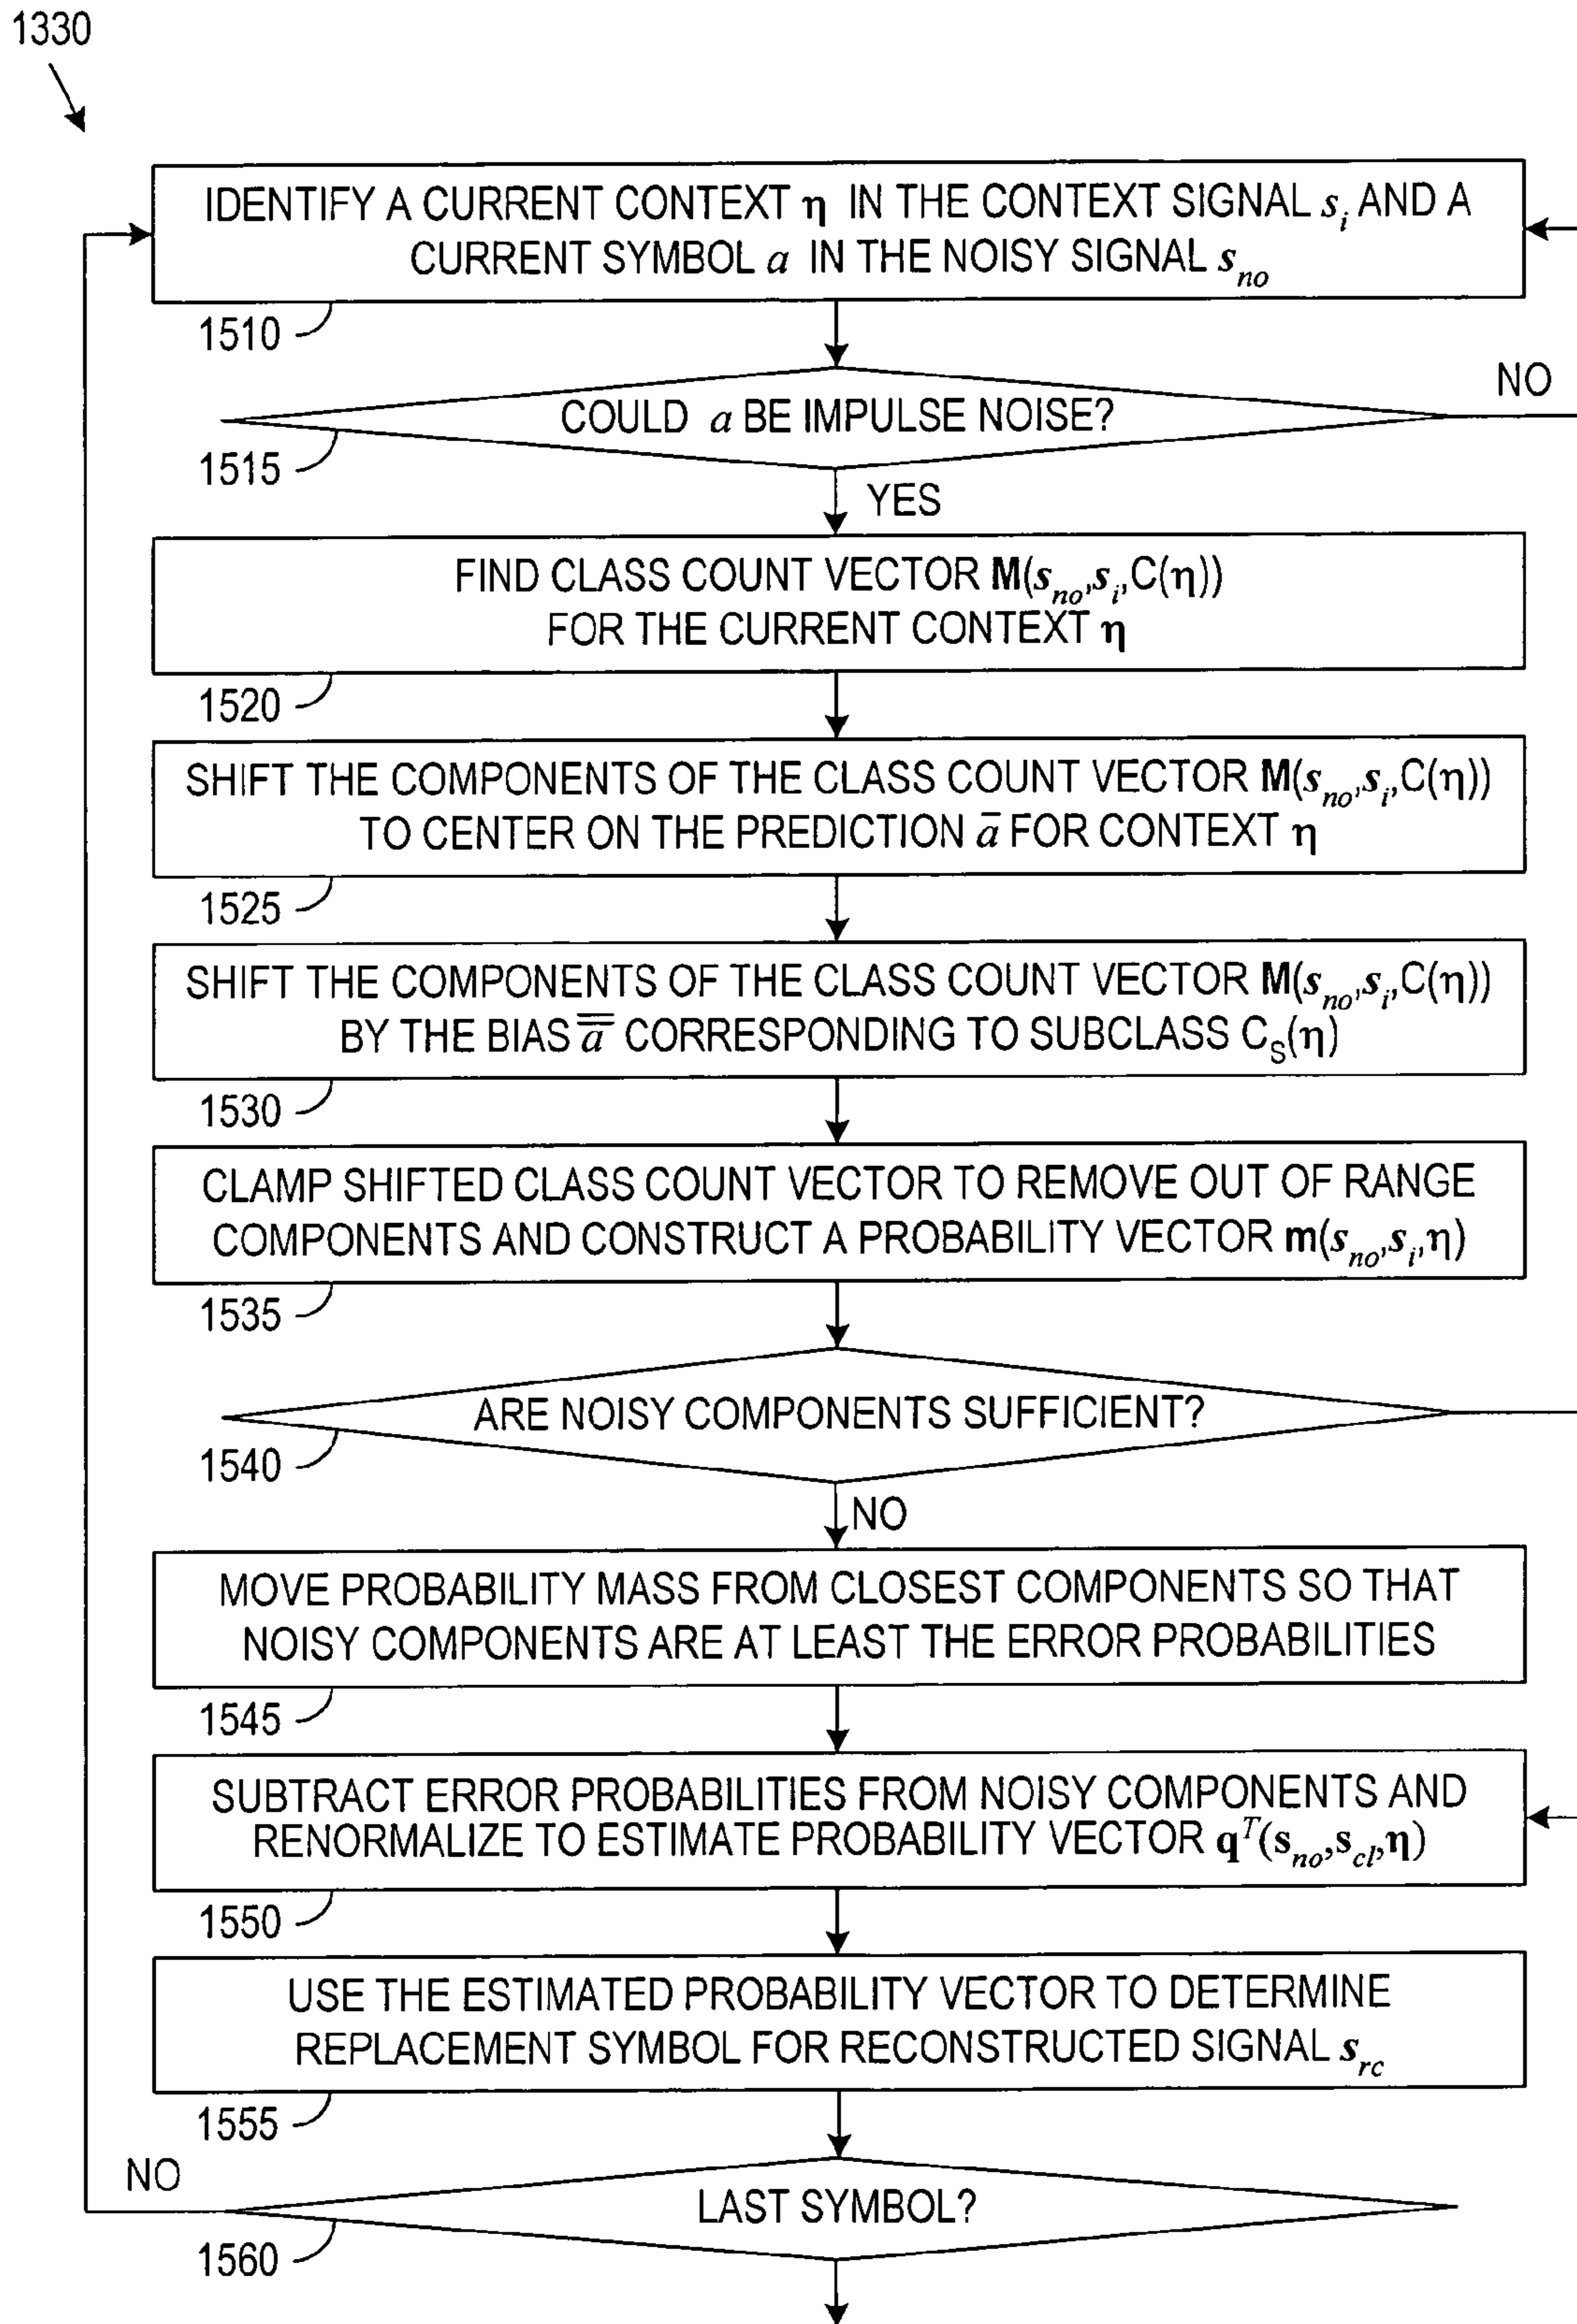 1330
IDENTIFY A CURRENT CONTEXT η IN THE CONTEXT SIGNAL s_i AND A
CURRENT SYMBOL a IN THE NOISY SIGNAL s_no
1510
NO
COULD a BE IMPULSE NOISE?
1515
YES
FIND CLASS COUNT VECTOR M(s_no,s_i,C(η))
FOR THE CURRENT CONTEXT η
1520
SHIFT THE COMPONENTS OF THE CLASS COUNT VECTOR M(s_no,s_i,C(η))
TO CENTER ON THE PREDICTION ā FOR CONTEXT η
1525
SHIFT THE COMPONENTS OF THE CLASS COUNT VECTOR M(s_no,s_i,C(η))
BY THE BIAS a̿ CORRESPONDING TO SUBCLASS C_S(η)
1530
CLAMP SHIFTED CLASS COUNT VECTOR TO REMOVE OUT OF RANGE
COMPONENTS AND CONSTRUCT A PROBABILITY VECTOR m(s_no,s_i,η)
1535
ARE NOISY COMPONENTS SUFFICIENT?
1540
NO
MOVE PROBABILITY MASS FROM CLOSEST COMPONENTS SO THAT
NOISY COMPONENTS ARE AT LEAST THE ERROR PROBABILITIES
1545
SUBTRACT ERROR PROBABILITIES FROM NOISY COMPONENTS AND
RENORMALIZE TO ESTIMATE PROBABILITY VECTOR q^T(s_no,s_cl,η)
1550
USE THE ESTIMATED PROBABILITY VECTOR TO DETERMINE
REPLACEMENT SYMBOL FOR RECONSTRUCTED SIGNAL s_rc
1555
NO
LAST SYMBOL?
1560